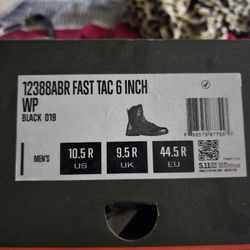 12388ABR FAST TAC 6 INCH
WP
BLACK 019
MEN'S
10.5 R
US
9.5 R
UK
44.5 R
EU
5.11